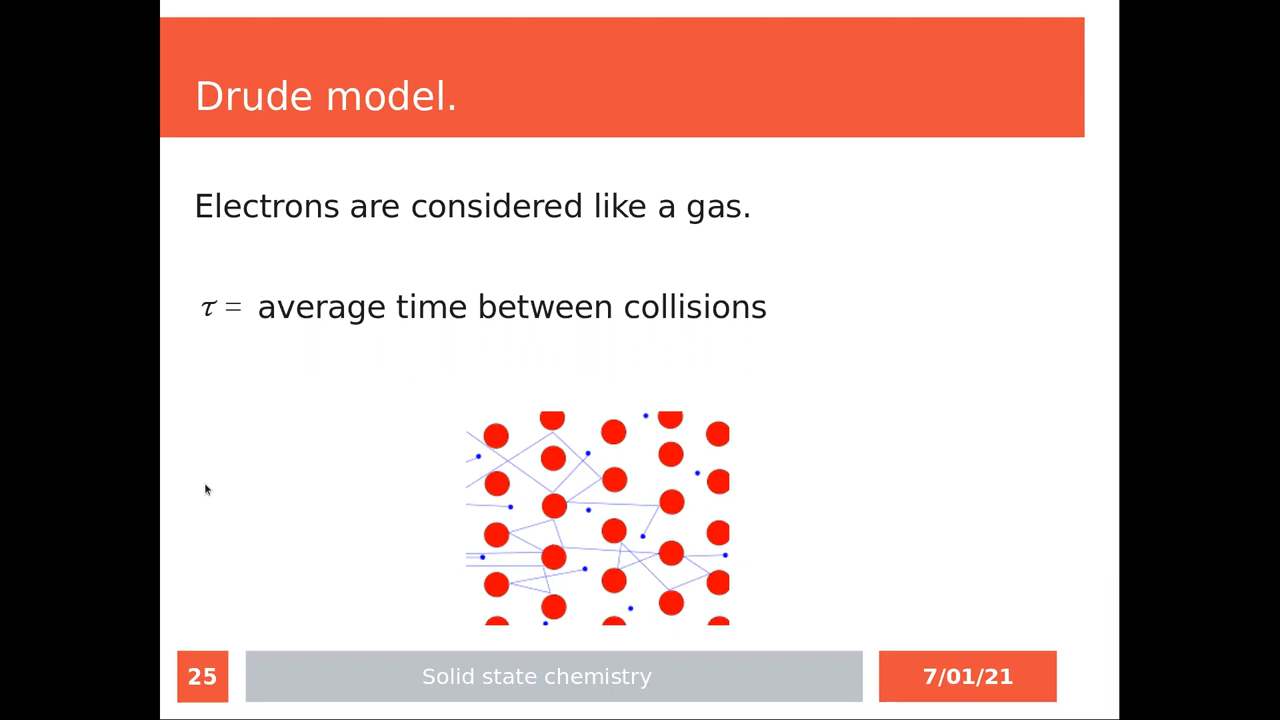 Drude model.
Electrons are considered like a gas.
τ = average time between collisions
25
Solid state chemistry
7/01/21